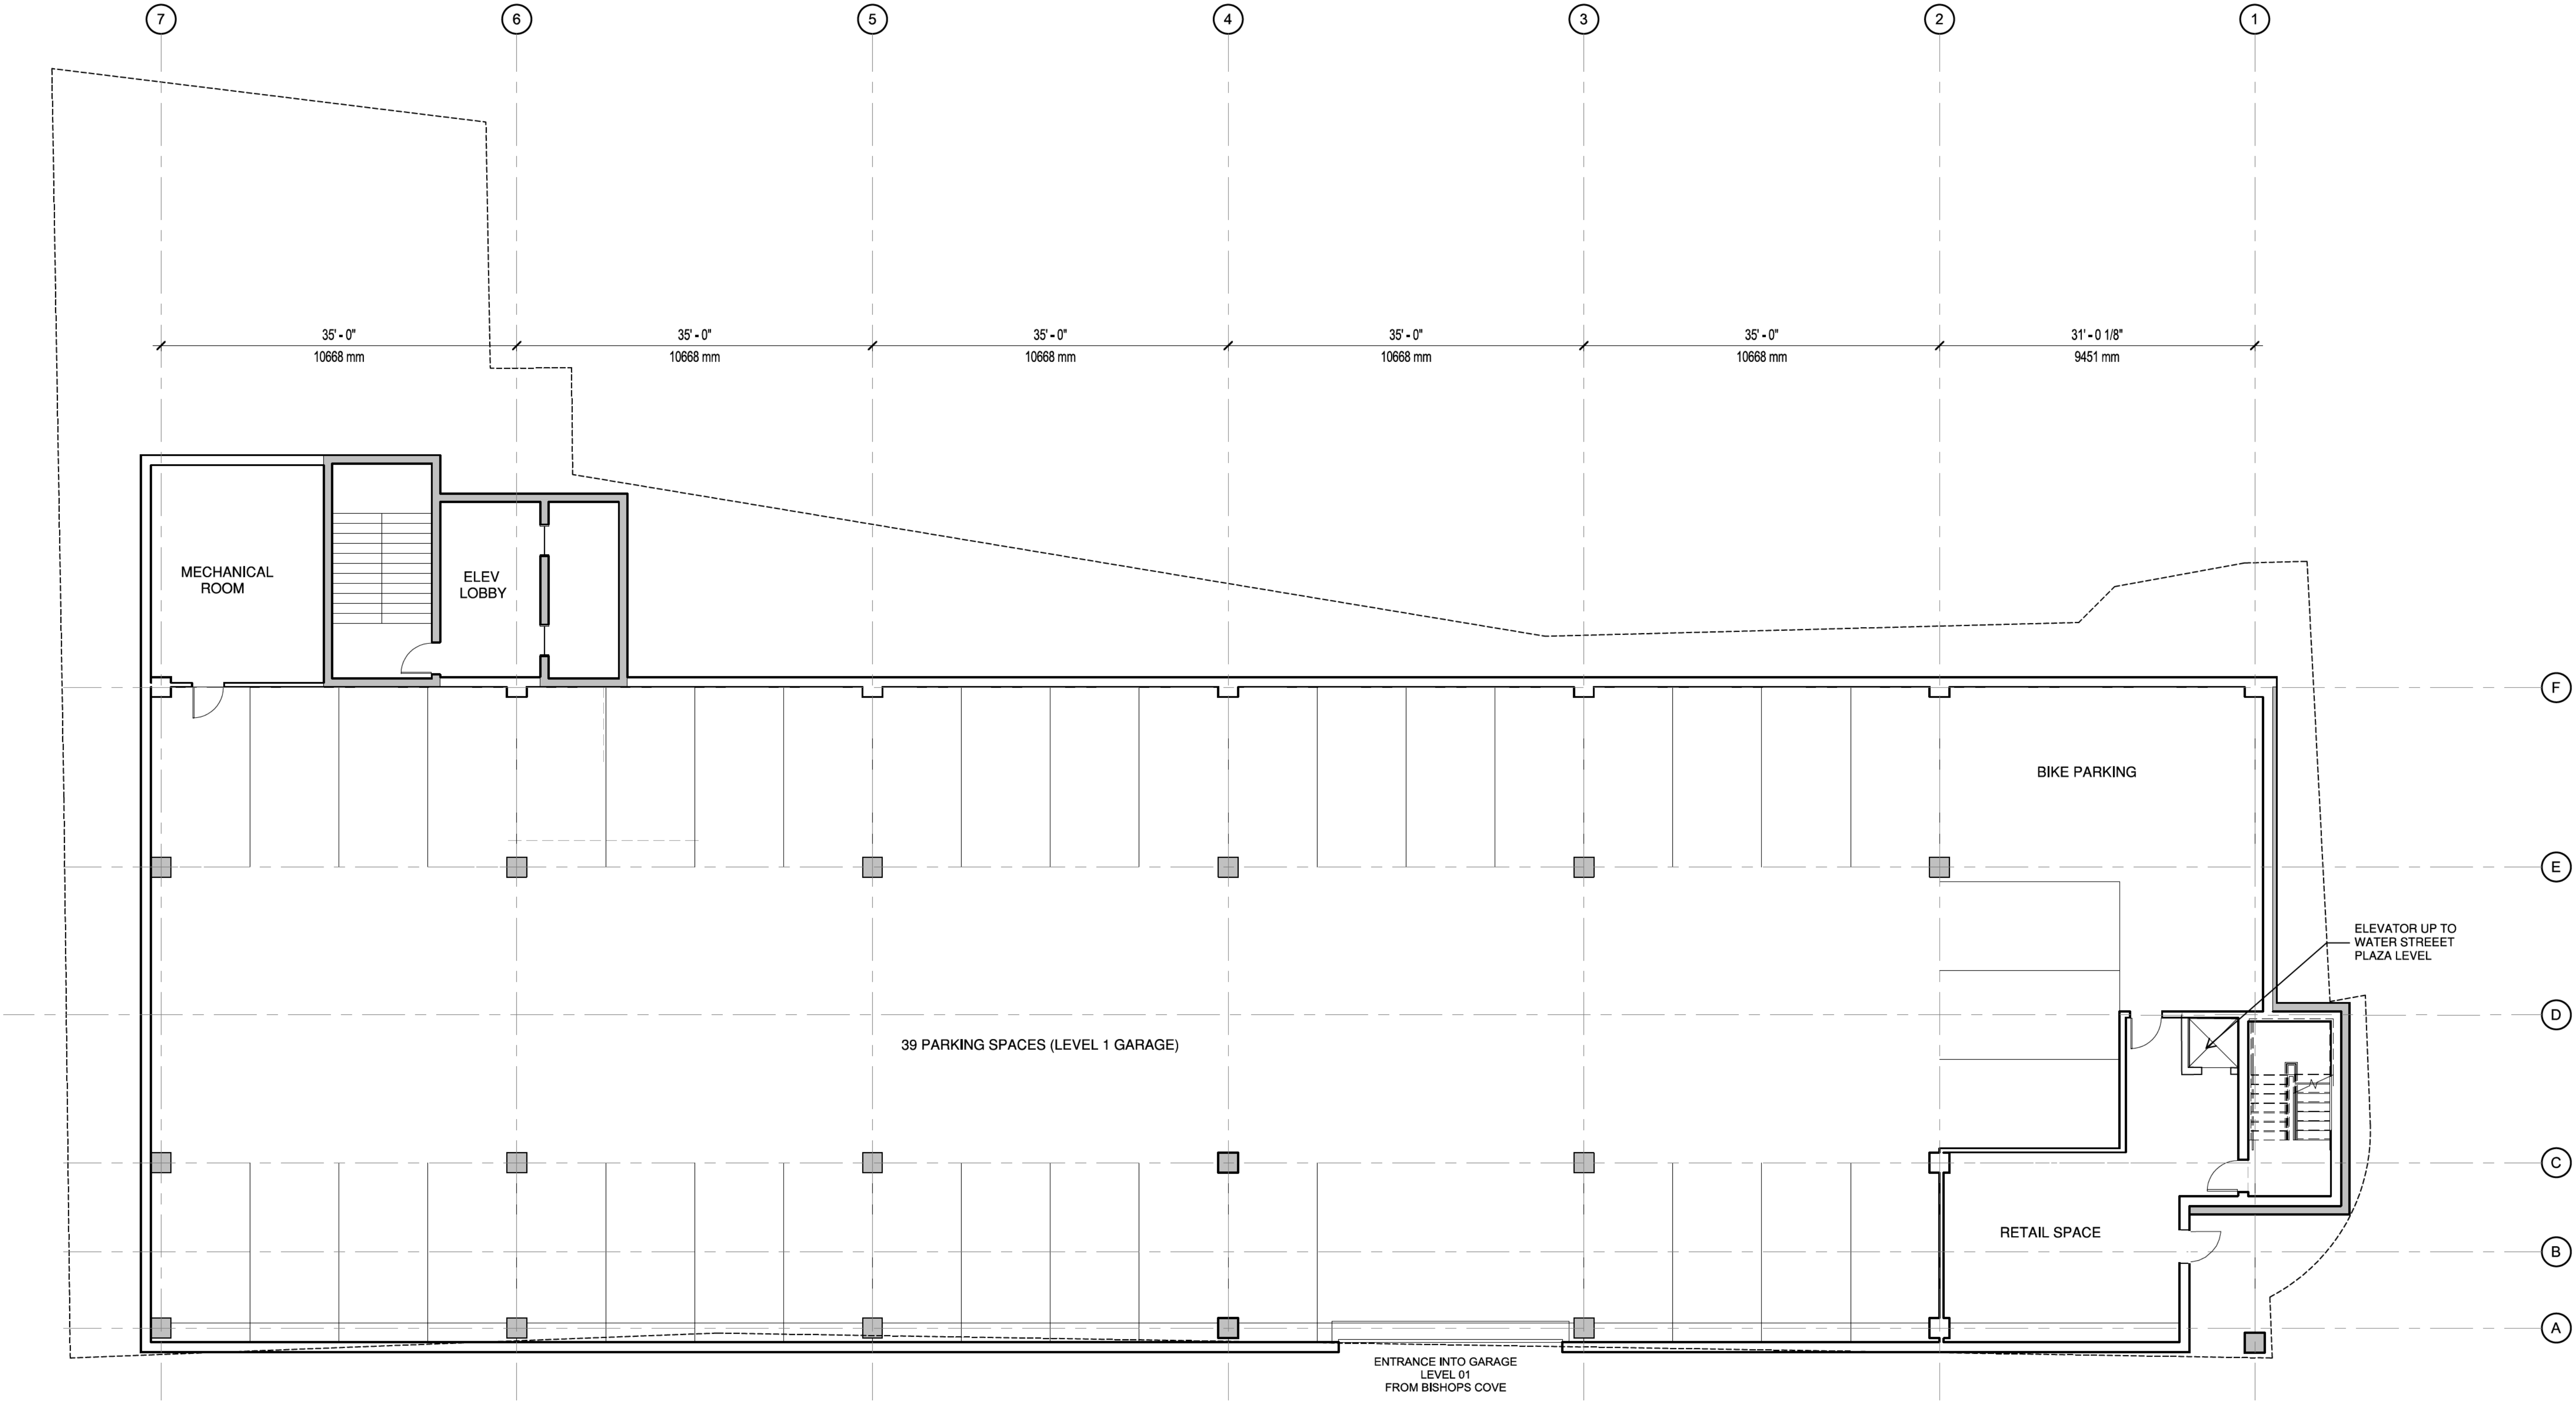 7
6
5
4
3
2
1
35' - 0"
35' - 0"
35' - 0"
35' - 0"
35' - 0"
31' - 0 1/8"
10668 mm
10668 mm
10668 mm
10668 mm
10668 mm
9451 mm
MECHANICAL
ROOM
ELEV
LOBBY
F
BIKE PARKING
E
ELEVATOR UP TO
WATER STREEET
PLAZA LEVEL
D
39 PARKING SPACES (LEVEL 1 GARAGE)
C
RETAIL SPACE
B
A
ENTRANCE INTO GARAGE
LEVEL 01
FROM BISHOPS COVE